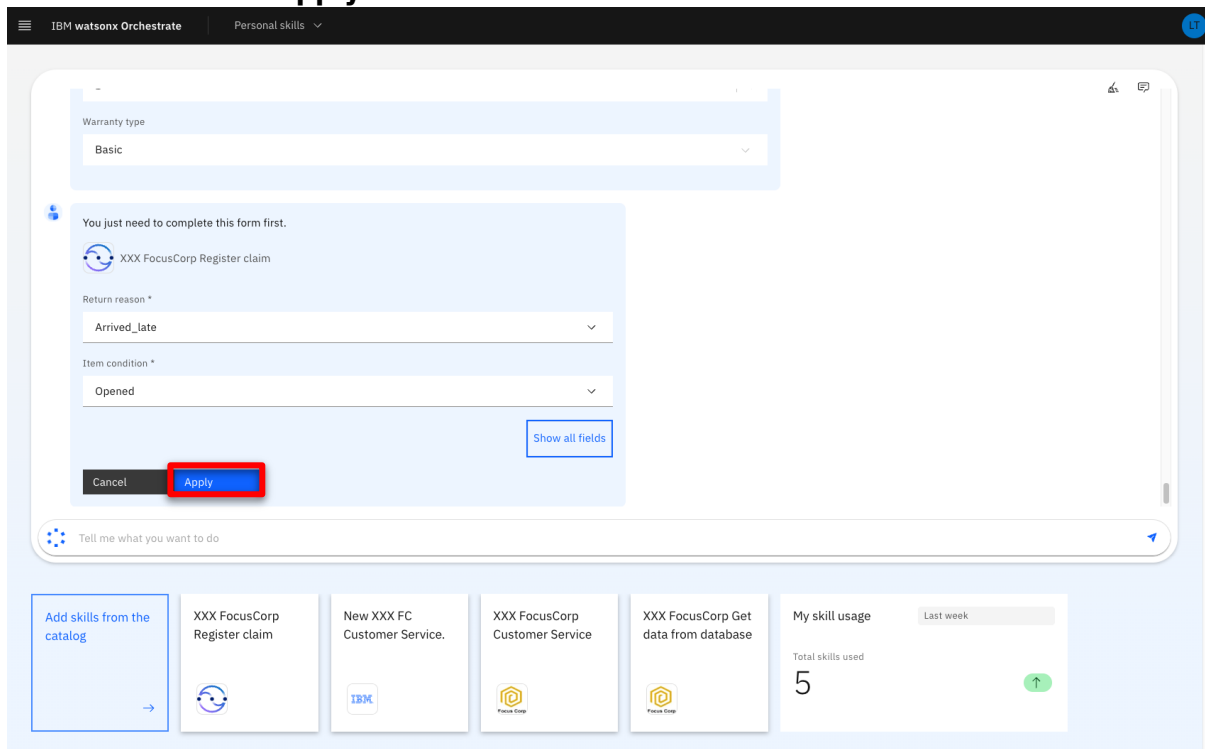 IBM watsonx Orchestrate
Personal skills
LT
Warranty type
Basic
You just need to complete this form first.
XXX FocusCorp Register claim
Return reason *
Arrived_late
Item condition *
Opened
Show all fields
Cancel
Apply
Tell me what you want to do
Add skills from the catalog
XXX FocusCorp
Register claim
New XXX FC
Customer Service.
IBM
XXX FocusCorp
Customer Service
Focus Corp
XXX FocusCorp Get
data from database
Focus Corp
My skill usage
Last week
Total skills used
5